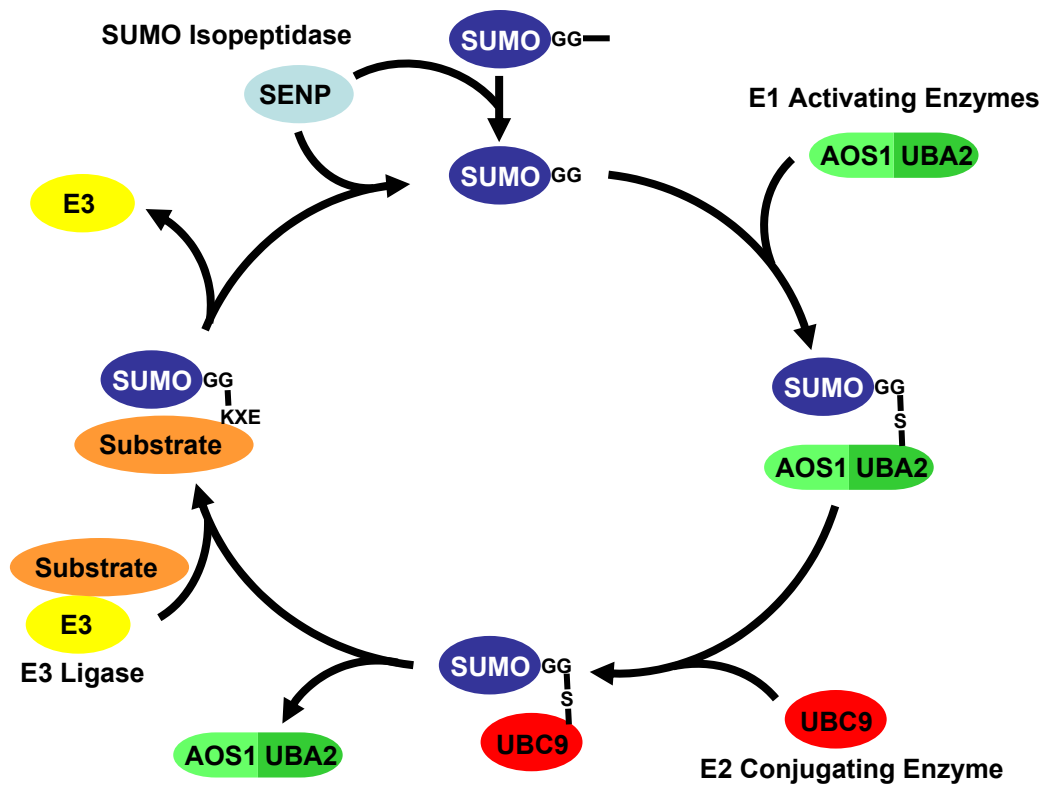 SUMO Isopeptidase
SUMO GG
SENP
E1 Activating Enzymes
AOS1 UBA2
SUMO GG
E3
SUMO GG
KXE
Substrate
SUMO GG
S
AOS1 UBA2
Substrate
E3
E3 Ligase
SUMO GG
S
UBC9
UBC9
E2 Conjugating Enzyme
AOS1 UBA2